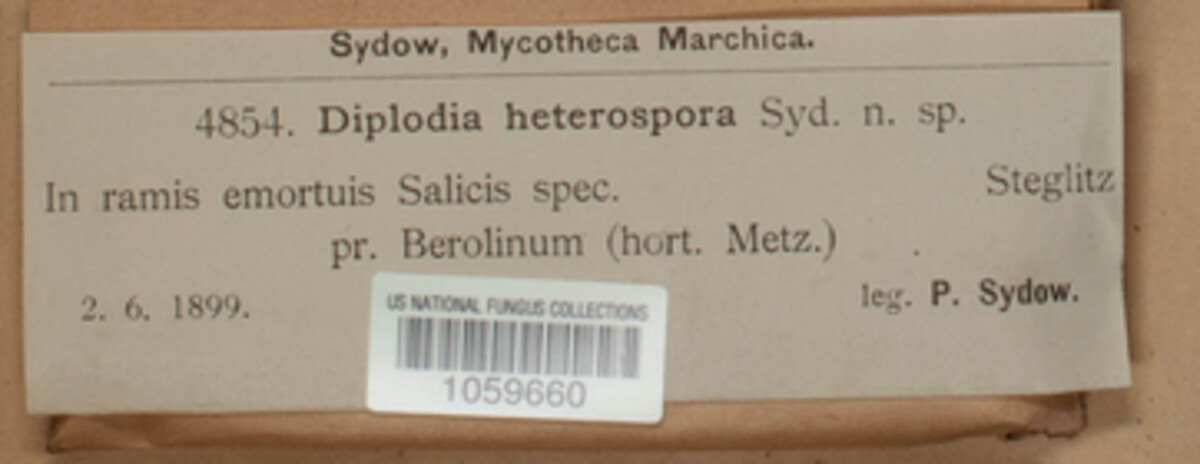 Sydow, Mycotheca Marchica.
4854. Diplodia heterospora Syd. n. sp.
In ramis emortuis Salicis spec. Steglitz
pr. Berolinum (hort. Metz.)
2. 6. 1899. leg. P. Sydow.
US NATIONAL FUNGUS COLLECTIONS
1059660